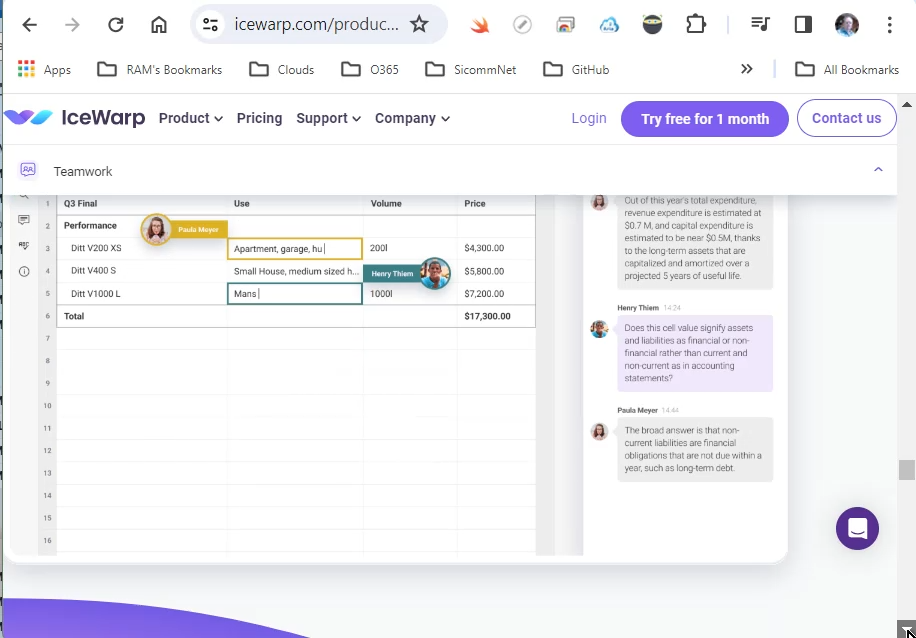 icewarp.com/produc...
Apps
RAM's Bookmarks
Clouds
O365
SicommNet
GitHub
All Bookmarks
IceWarp
Product
Pricing
Support
Company
Login
Try free for 1 month
Contact us
Teamwork
1 Q3 Final Use Volume Price
2 Performance
Paula Meyer
3 Ditt V200 XS Apartment, garage, hu 200l $4,300.00
4 Ditt V400 S Small House, medium sized h... $5,800.00
Henry Thiem
5 Ditt V1000 L Mans 1000l $7,200.00
6 Total $17,300.00
7
8
9
10
11
12
13
14
15
16
Out of this year's total expenditure,
revenue expenditure is estimated at
$0.7 M, and capital expenditure is
estimated to be near $0.5M, thanks
to the long-term assets that are
capitalized and amortized over a
projected 5 years of useful life.
Henry Thiem 14:24
Does this cell value signify assets
and liabilities as financial or non-
financial rather than current and
non-current as in accounting
statements?
Paula Meyer 14:44
The broad answer is that non-
current liabilities are financial
obligations that are not due within a
year, such as long-term debt.